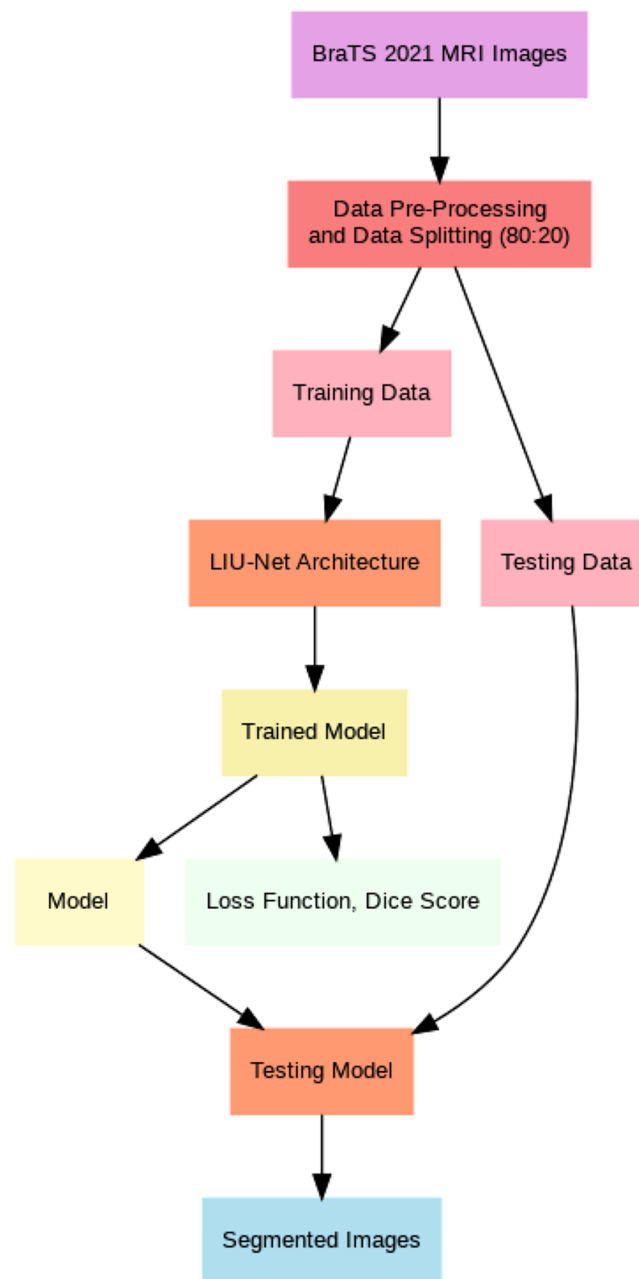 BraTS 2021 MRI Images
Data Pre-Processing
and Data Splitting (80:20)
Training Data
LIU-Net Architecture
Testing Data
Trained Model
Model
Loss Function, Dice Score
Testing Model
Segmented Images